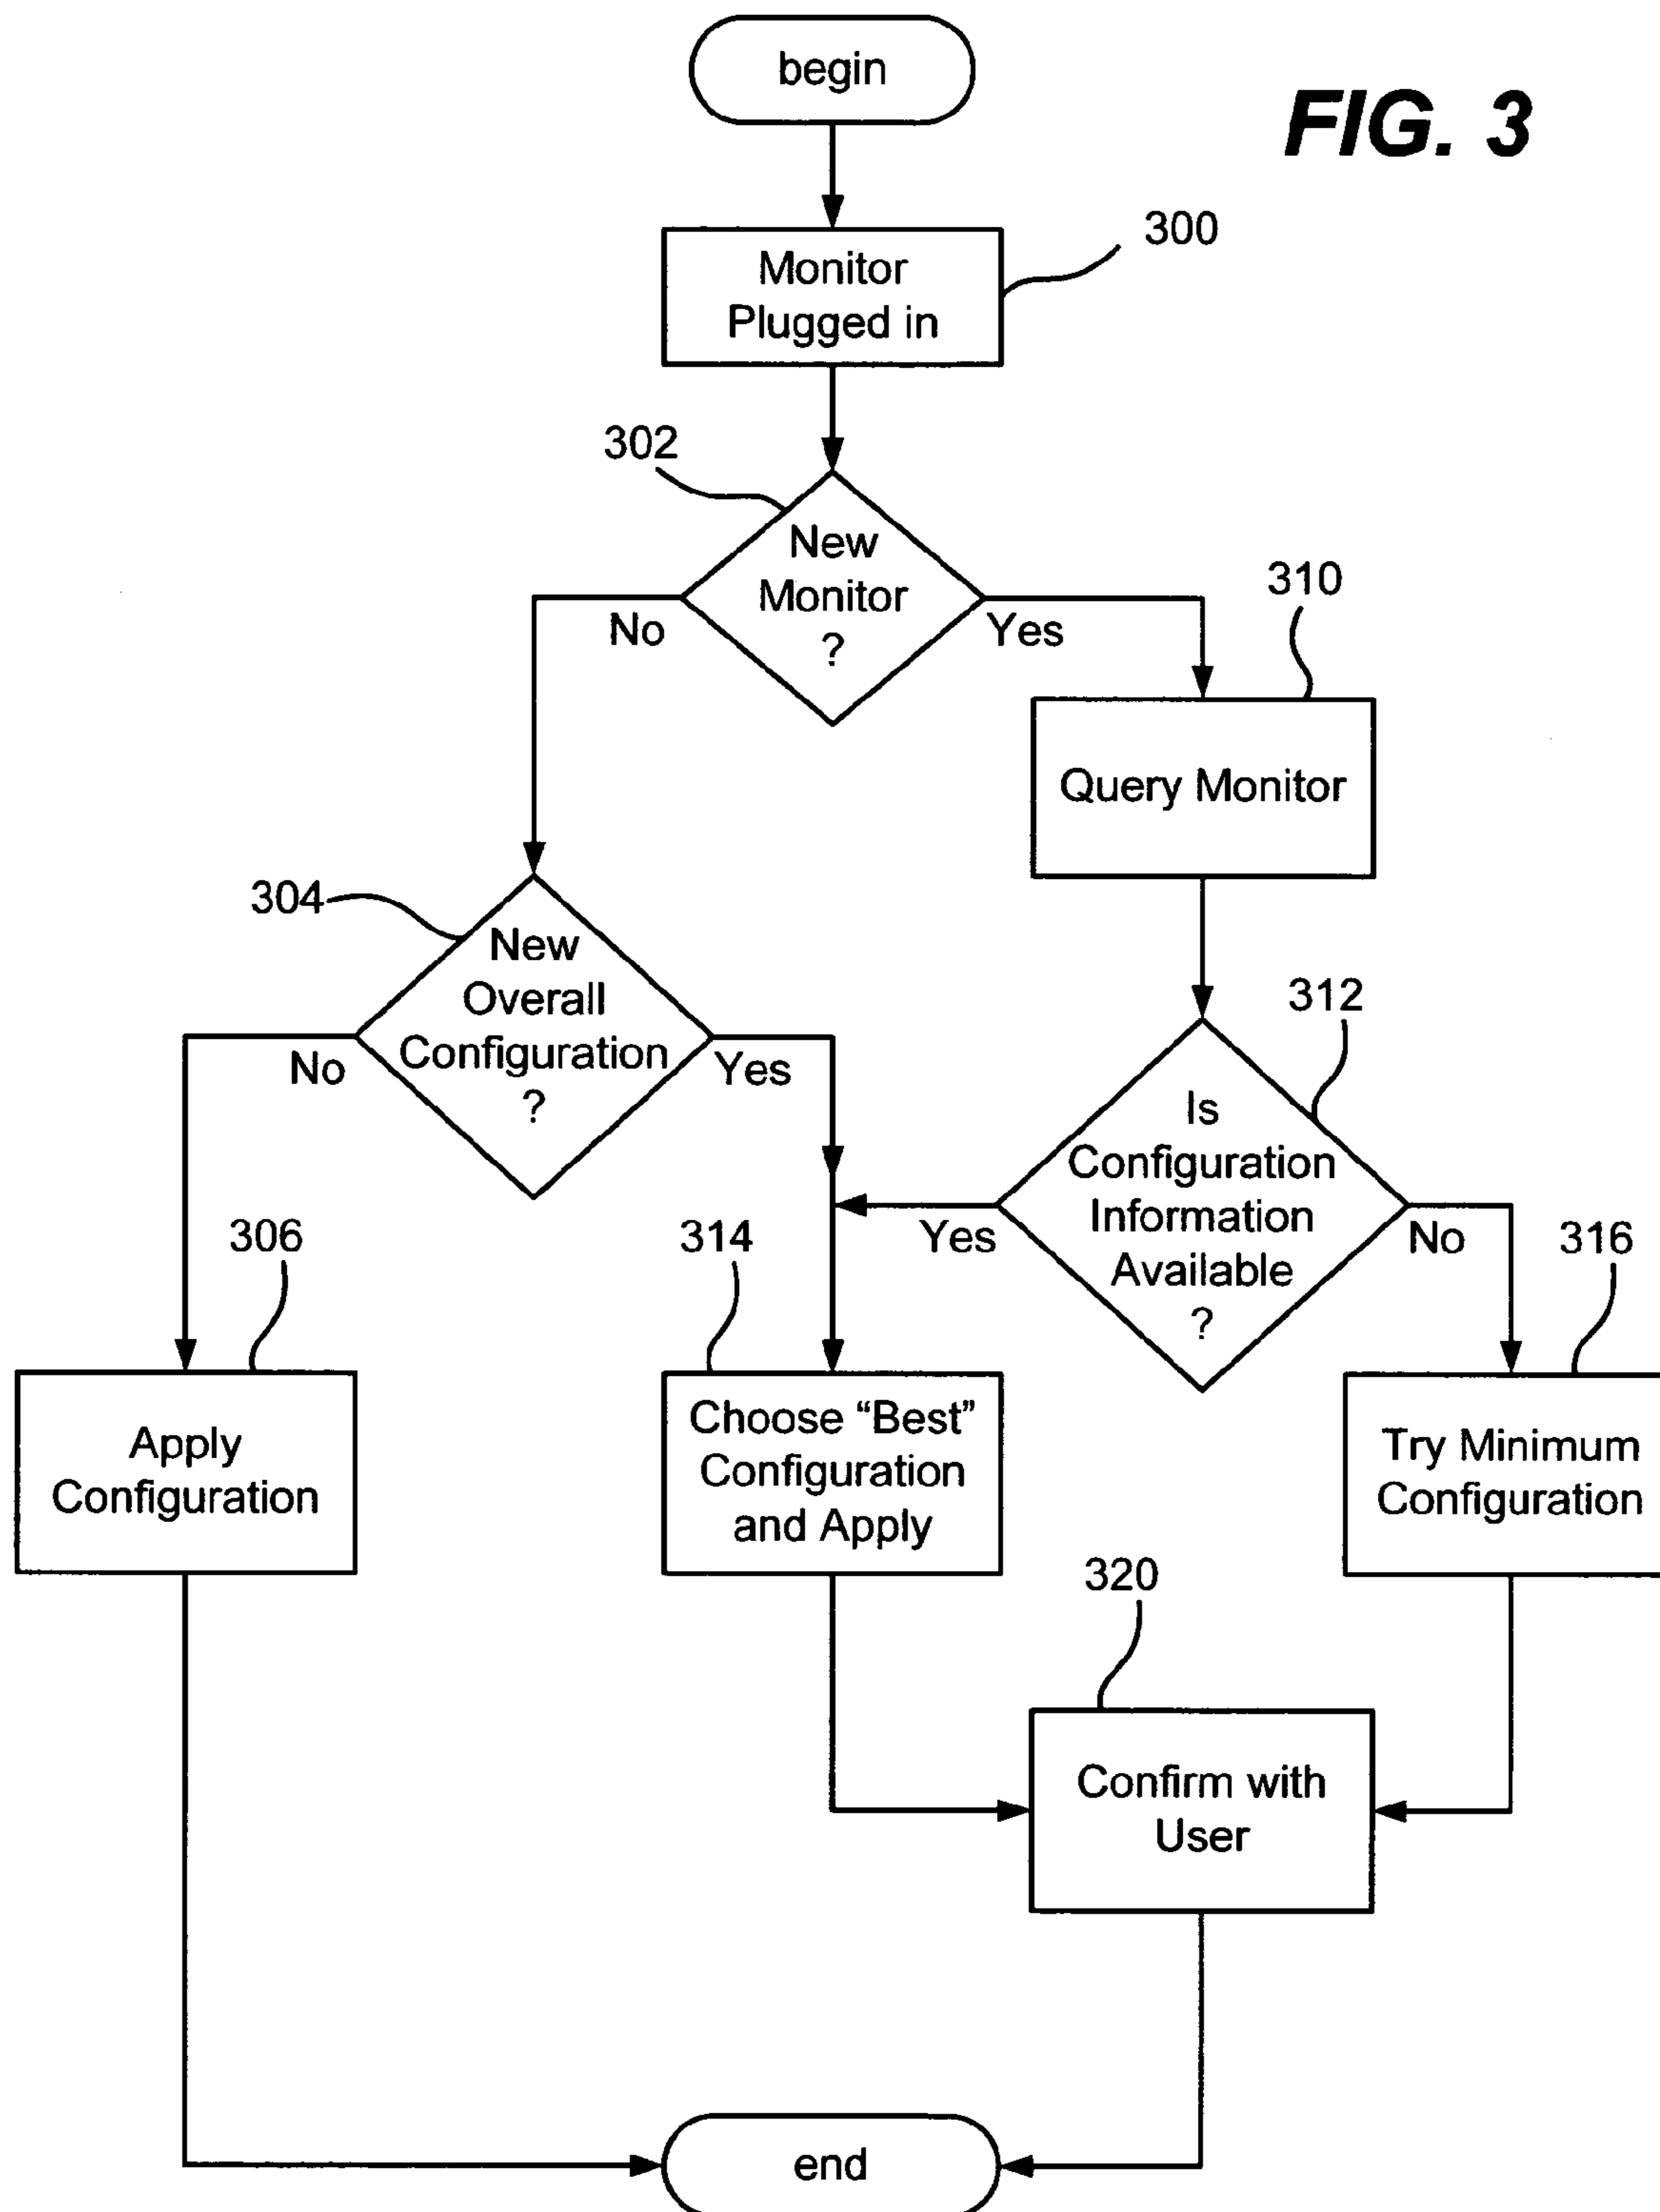 begin
FIG. 3
300
Monitor
Plugged in
302
New
Monitor
?
No
Yes
310
Query Monitor
304
New
Overall
Configuration
?
No
Yes
312
Is
Configuration
Information
Available
?
Yes
No
306
314
316
Apply
Configuration
Choose “Best”
Configuration
and Apply
Try Minimum
Configuration
320
Confirm with
User
end